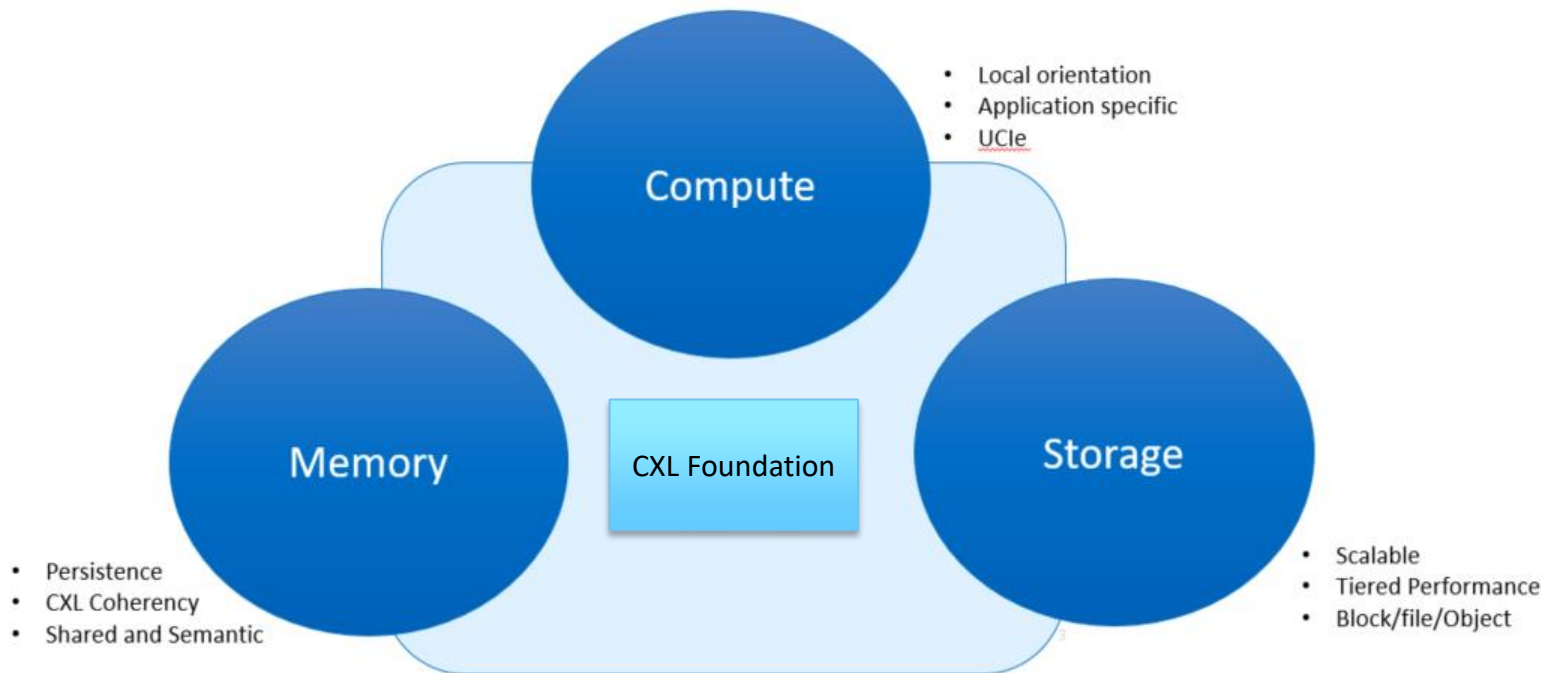 • Local orientation
• Application specific
• UCIe
Compute
Memory
CXL Foundation
Storage
• Persistence
• CXL Coherency
• Shared and Semantic
• Scalable
• Tiered Performance
• Block/file/Object
3